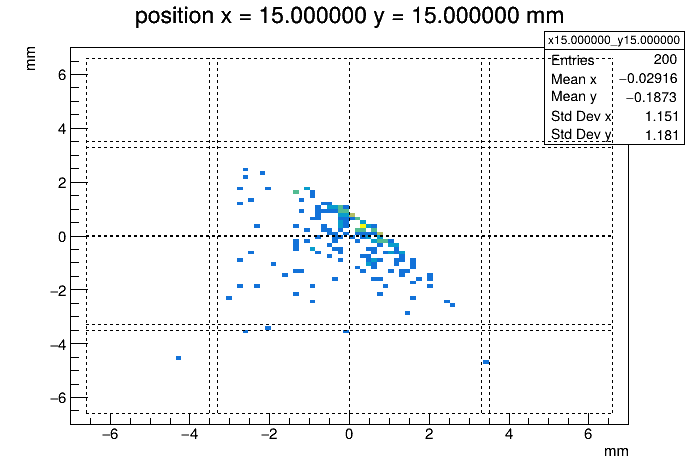 position x = 15.000000 y = 15.000000 mm
x15.000000_y15.000000
Entries 200
Mean x −0.02916
Mean y −0.1873
Std Dev x 1.151
Std Dev y 1.181
mm
6
4
2
0
−2
−4
−6
−6 −4 −2 0 2 4 6
mm